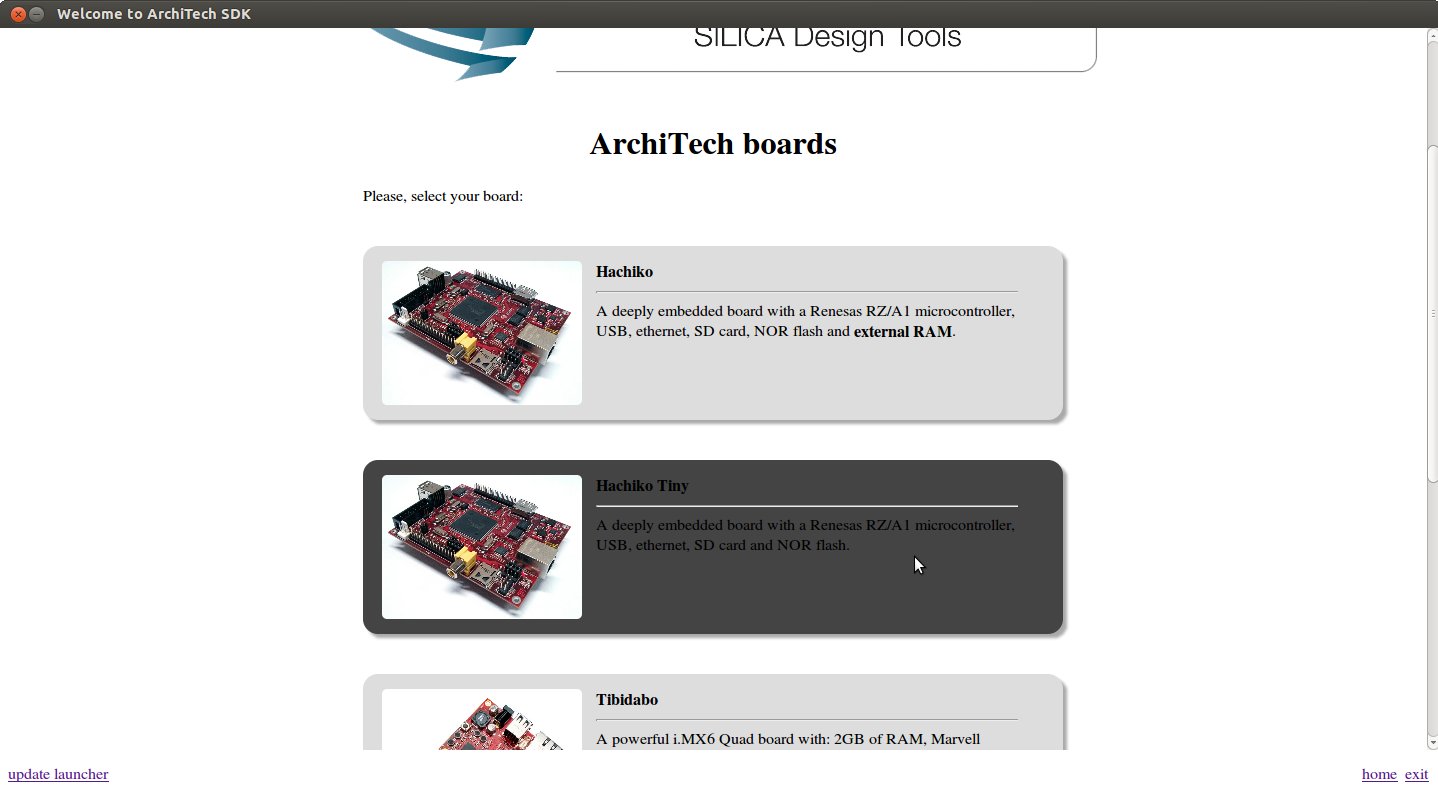 Welcome to ArchiTech SDK
SILICA Design Tools
ArchiTech boards
Please, select your board:
Hachiko
A deeply embedded board with a Renesas RZ/A1 microcontroller,
USB, ethernet, SD card, NOR flash and external RAM.
Hachiko Tiny
A deeply embedded board with a Renesas RZ/A1 microcontroller,
USB, ethernet, SD card and NOR flash.
Tibidabo
A powerful i.MX6 Quad board with: 2GB of RAM, Marvell
update launcher
home exit